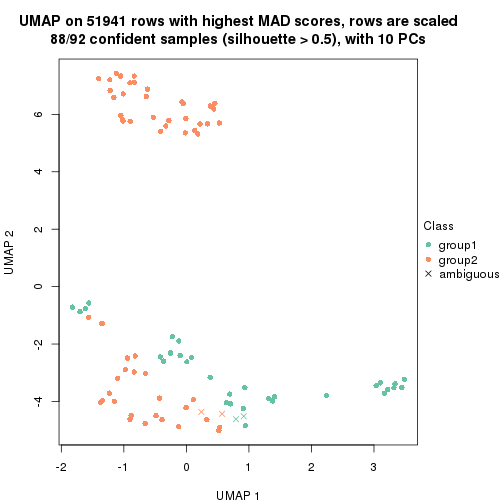 UMAP on 51941 rows with highest MAD scores, rows are scaled
88/92 confident samples (silhouette > 0.5), with 10 PCs
6
4
2
0
-2
-4
UMAP 2
-2
-1
0
1
2
3
UMAP 1
Class
group1
group2
ambiguous